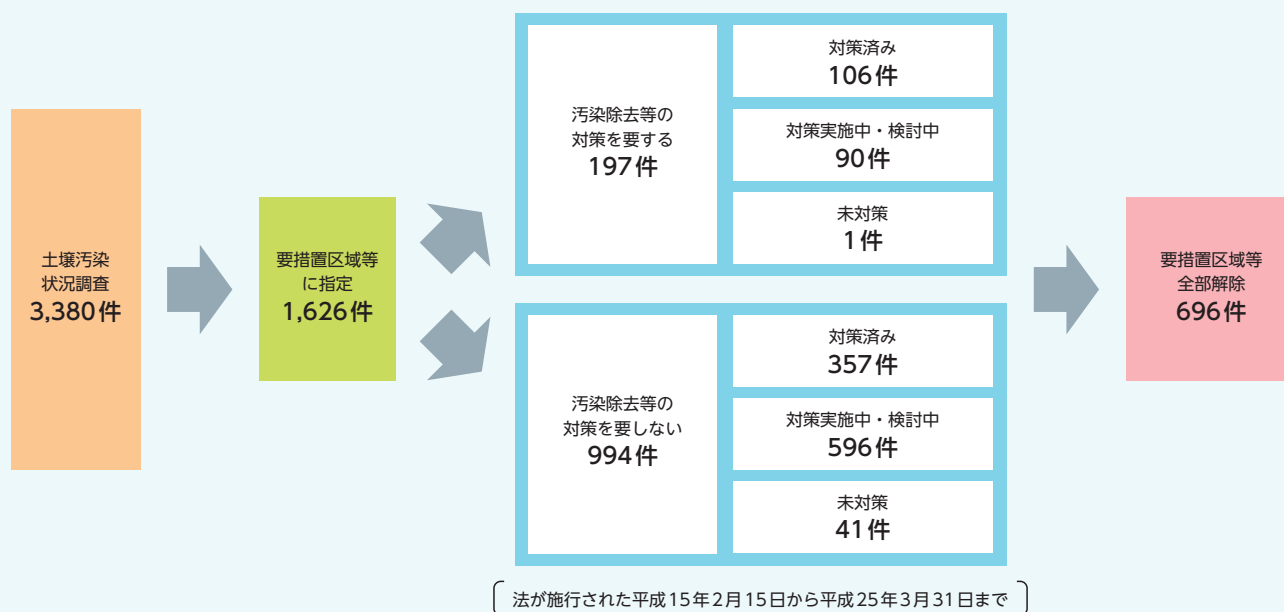 土壌汚染
状況調査
3,380件
要措置区域等
に指定
1,626件
汚染除去等の
対策を要する
197件
対策済み
106件
対策実施中・検討中
90件
未対策
1件
汚染除去等の
対策を要しない
994件
対策済み
357件
対策実施中・検討中
596件
未対策
41件
要措置区域等
全部解除
696件
法が施行された平成15年2月15日から平成25年3月31日まで